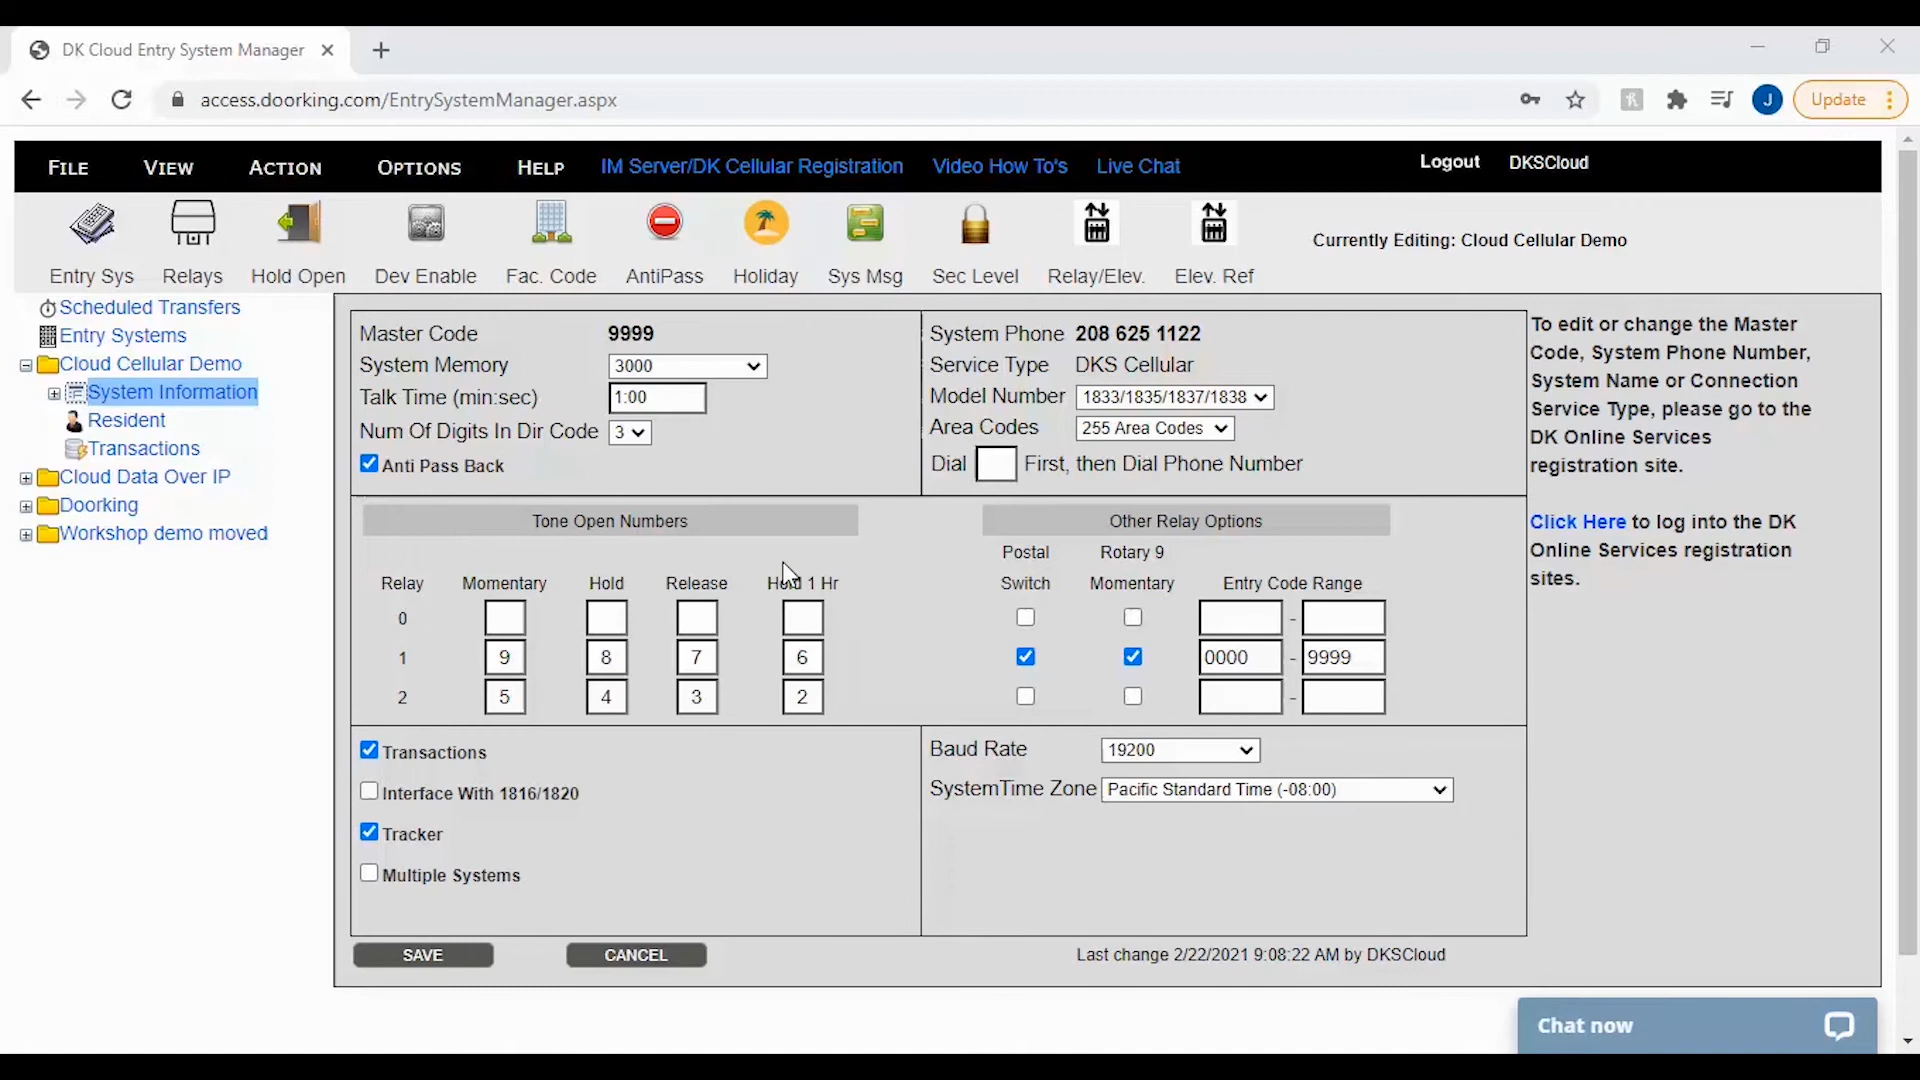 DK Cloud Entry System Manager
access.doorking.com/EntrySystemManager.aspx
J
Update
FILE VIEW ACTION OPTIONS HELP IM Server/DK Cellular Registration Video How To's Live Chat Logout DKSCloud
Entry Sys Relays Hold Open Dev Enable Fac. Code AntiPass Holiday Sys Msg Sec Level Relay/Elev. Elev. Ref
Currently Editing: Cloud Cellular Demo
Scheduled Transfers
Entry Systems
Cloud Cellular Demo
System Information
Resident
Transactions
Cloud Data Over IP
Doorking
Workshop demo moved
Master Code 9999
System Memory 3000
Talk Time (min:sec) 1:00
Num Of Digits In Dir Code 3
Anti Pass Back
System Phone 208 625 1122
Service Type DKS Cellular
Model Number 1833/1835/1837/1838
Area Codes 255 Area Codes
Dial First, then Dial Phone Number
Tone Open Numbers
Relay Momentary Hold Release Hold 1 Hr
0
1 9 8 7 6
2 5 4 3 2
Other Relay Options
Postal Rotary 9
Switch Momentary Entry Code Range
-
0000 - 9999
-
Transactions
Interface With 1816/1820
Tracker
Multiple Systems
Baud Rate 19200
SystemTime Zone Pacific Standard Time (-08:00)
SAVE CANCEL Last change 2/22/2021 9:08:22 AM by DKSCloud
To edit or change the Master
Code, System Phone Number,
System Name or Connection
Service Type, please go to the
DK Online Services
registration site.
Click Here to log into the DK
Online Services registration
sites.
Chat now